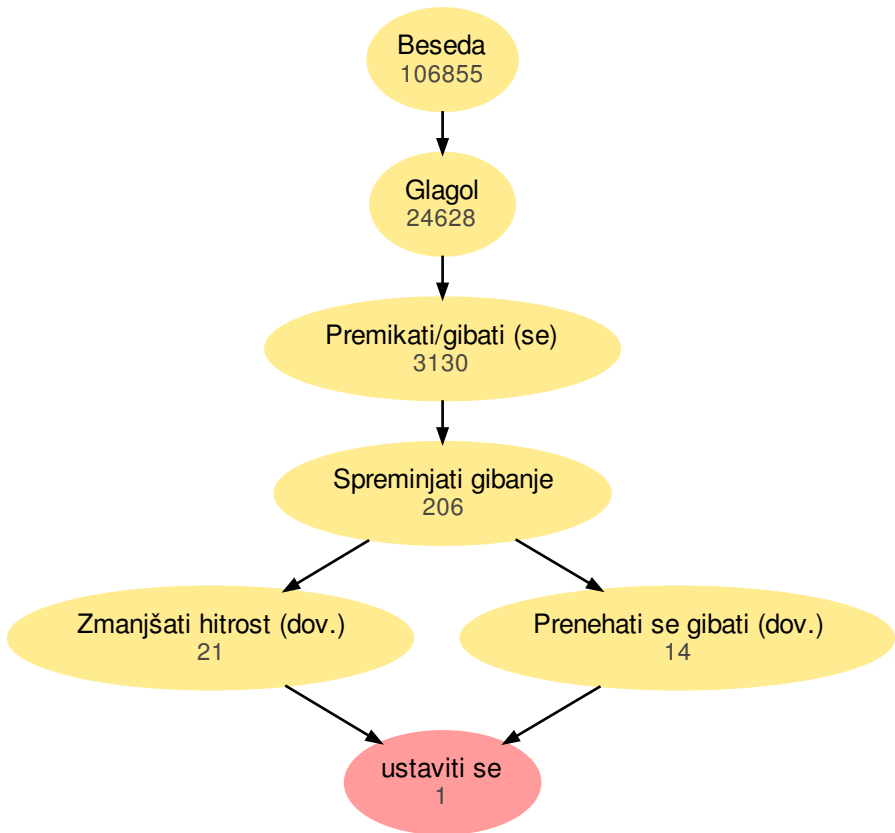 Beseda
106855
Glagol
24628
Premikati/gibati (se)
3130
Spreminjati gibanje
206
Zmanjšati hitrost (dov.)
21
Prenehati se gibati (dov.)
14
ustaviti se
1